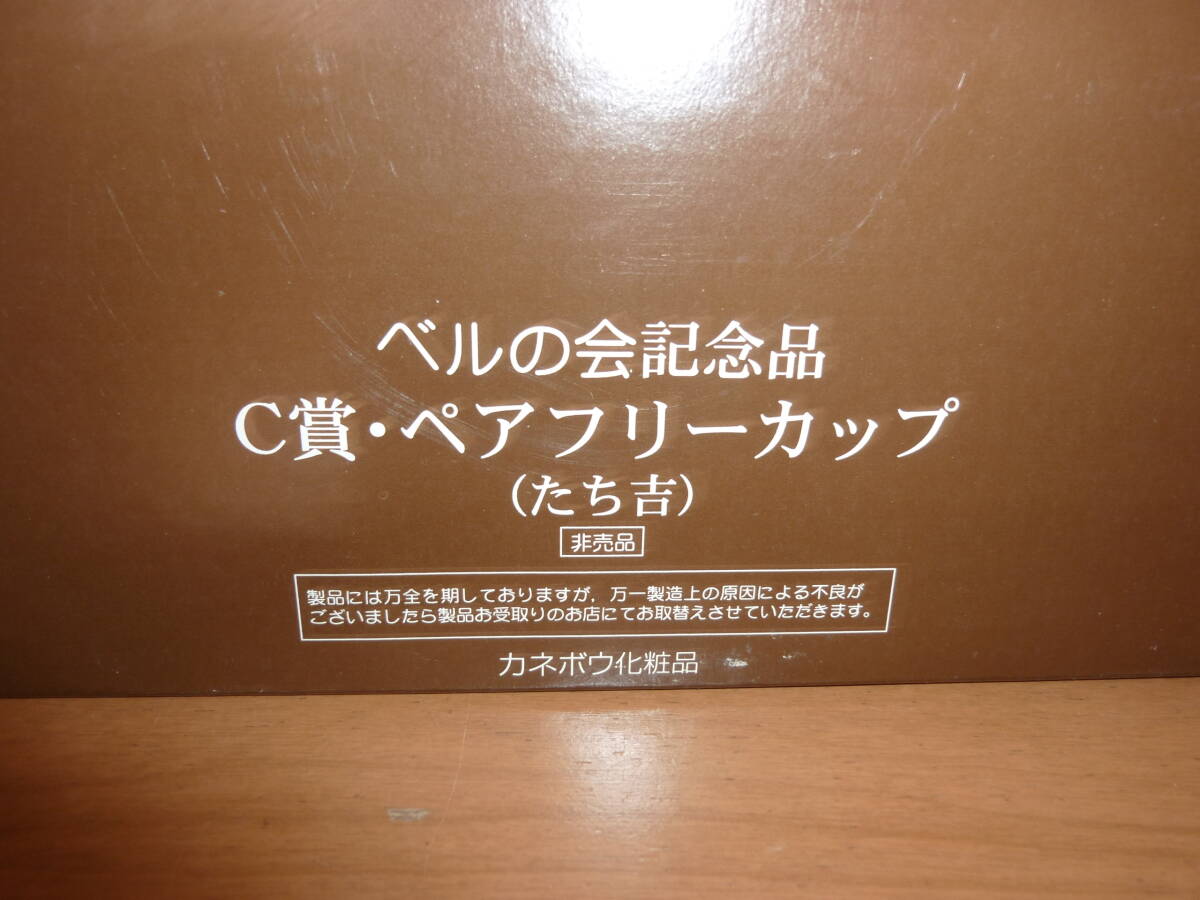 ベルの会記念品
C賞・ペアフリーカップ
（たち吉）
非売品
製品には万全を期しておりますが，万一製造上の原因による不良が
ございましたら製品お受取りのお店にてお取替えさせていただきます。
カネボウ化粧品